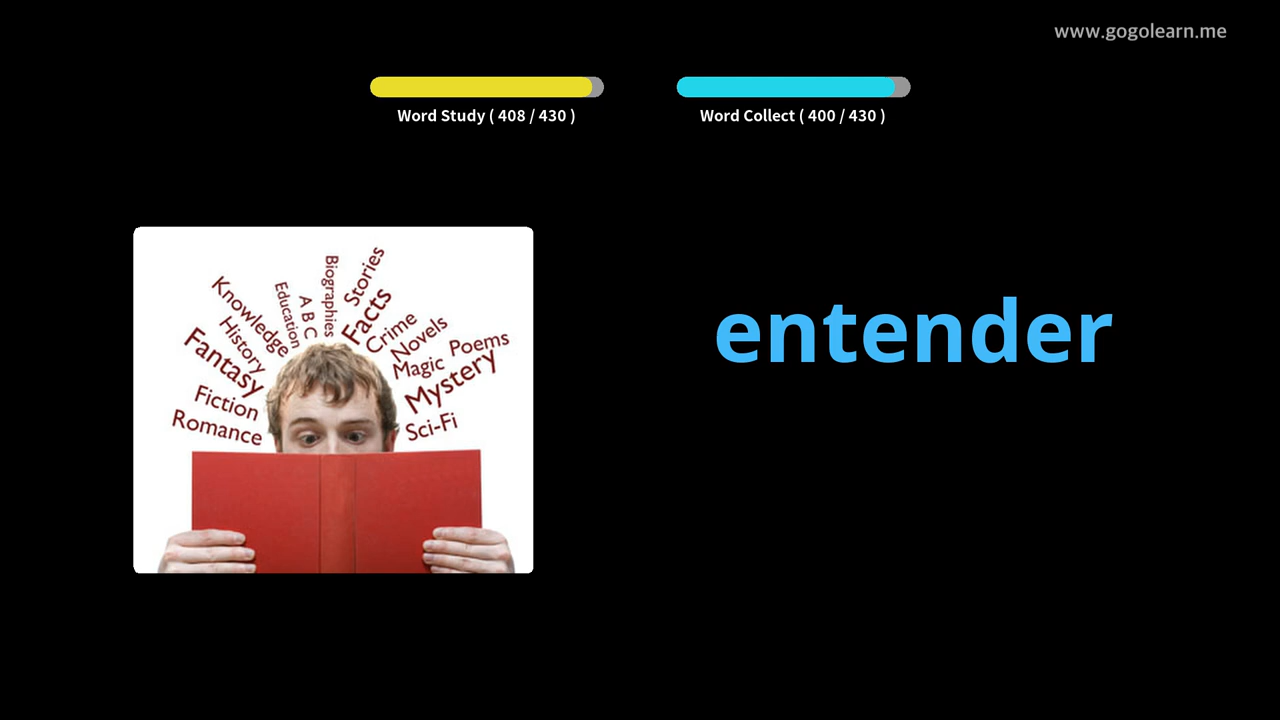 www.gogolearn.me
Word Study ( 408 / 430 )
Word Collect ( 400 / 430 )
entender
Romance
Fiction
Fantasy
History
Knowledge
Education
A B C
Biographies
Stories
Facts
Crime
Novels
Magic
Poems
Mystery
Sci-Fi